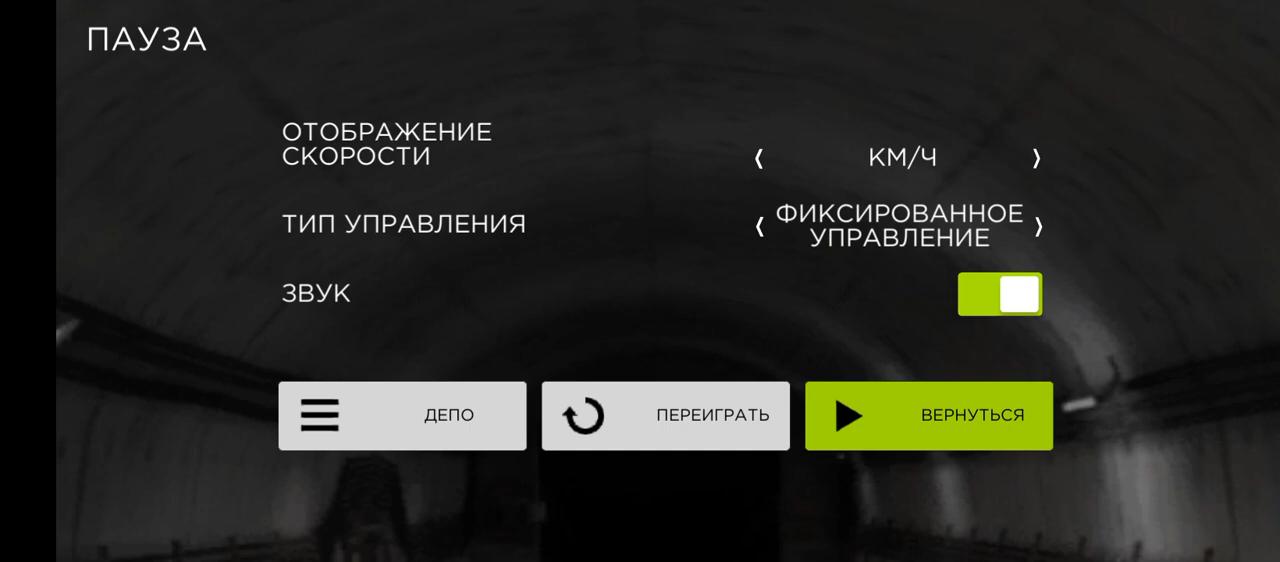 ПАУЗА
ОТОБРАЖЕНИЕ
СКОРОСТИ
КМ/Ч
ТИП УПРАВЛЕНИЯ
ФИКСИРОВАННОЕ
УПРАВЛЕНИЕ
ЗВУК
ДЕПО
ПЕРЕИГРАТЬ
ВЕРНУТЬСЯ